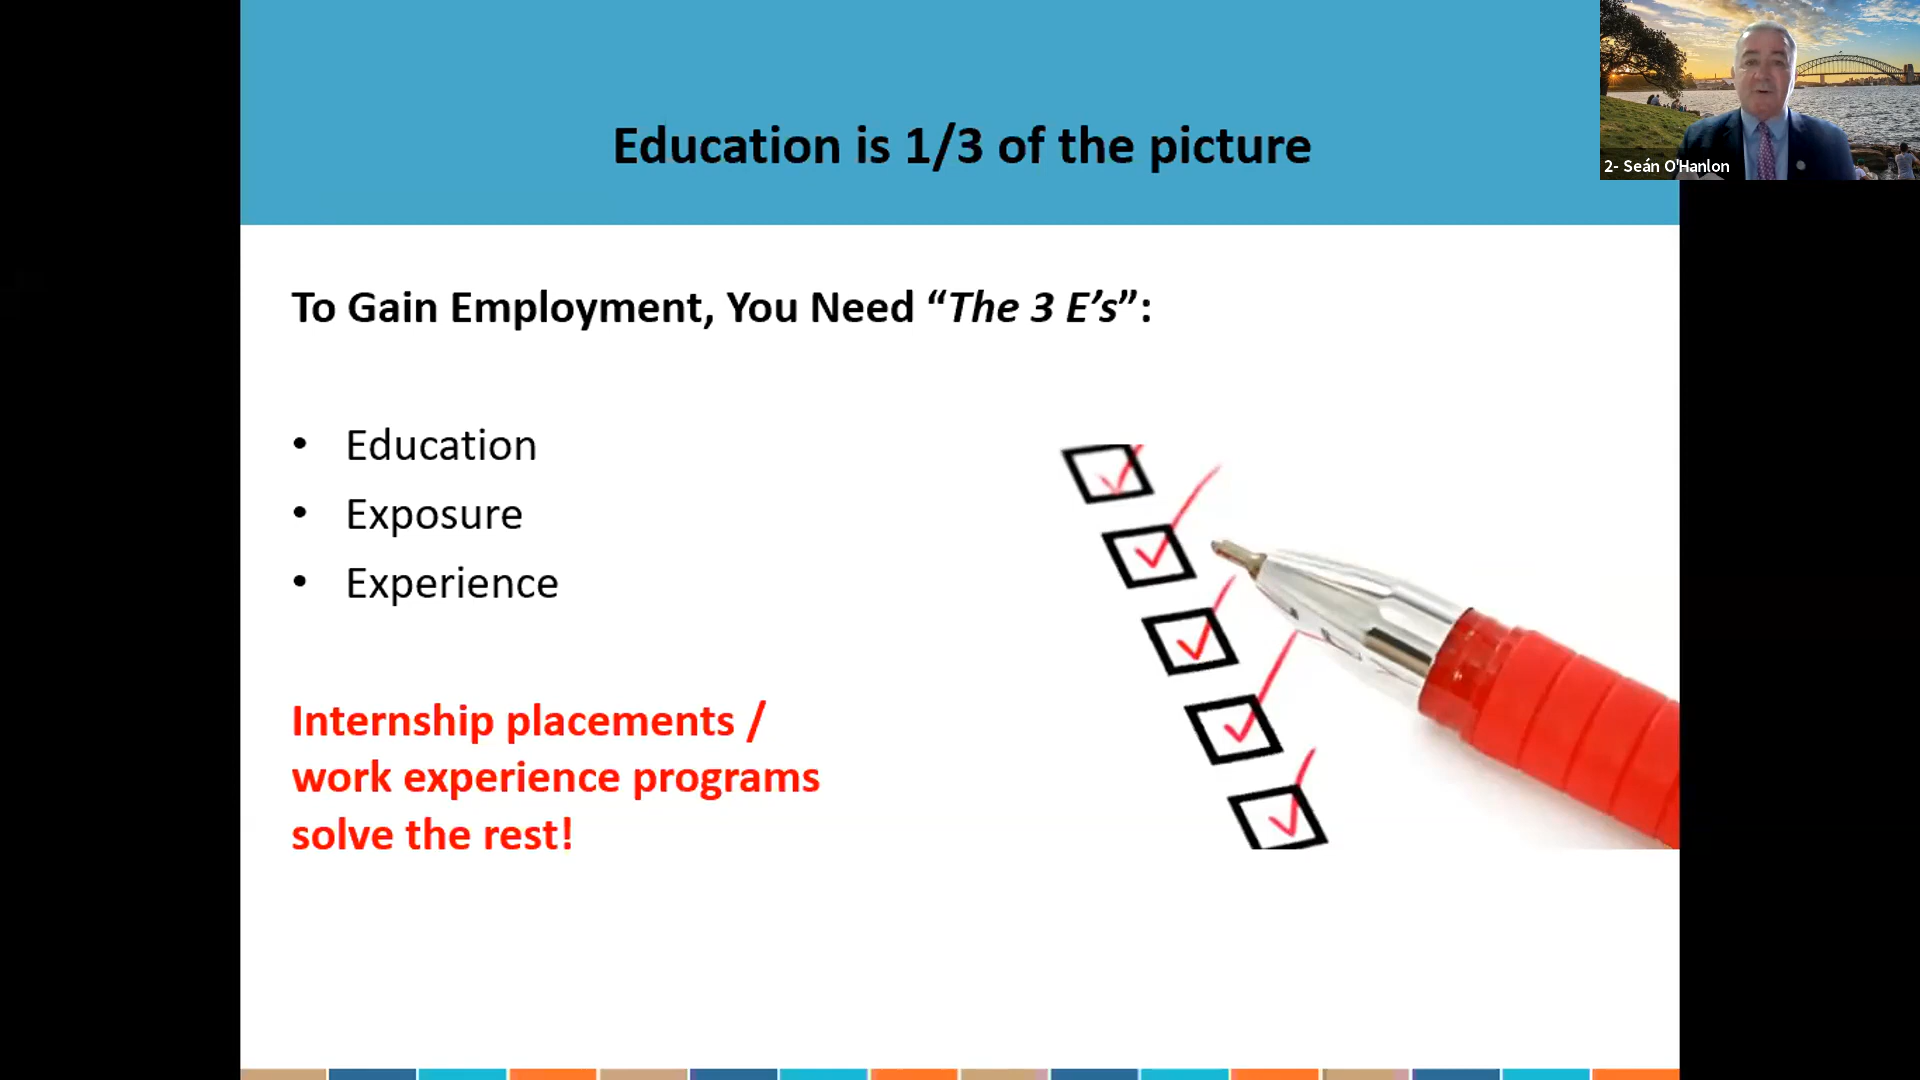 Education is 1/3 of the picture
2- Seán O'Hanlon
To Gain Employment, You Need “The 3 E’s”:
• Education
• Exposure
• Experience
Internship placements /
work experience programs
solve the rest!